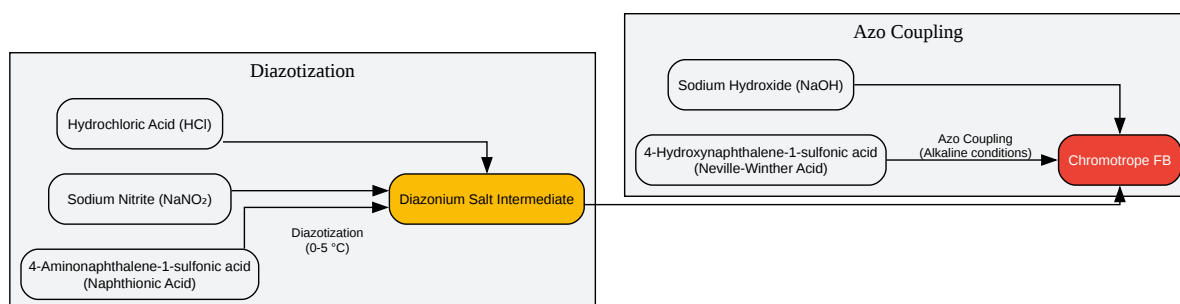 Diazotization
Hydrochloric Acid (HCl)
Sodium Nitrite (NaNO₂)
4-Aminonaphthalene-1-sulfonic acid
(Naphthionic Acid)
Diazotization
(0-5 °C)
Diazonium Salt Intermediate
Azo Coupling
Sodium Hydroxide (NaOH)
4-Hydroxynaphthalene-1-sulfonic acid
(Neville-Winther Acid)
Azo Coupling
(Alkaline conditions)
Chromotrope FB